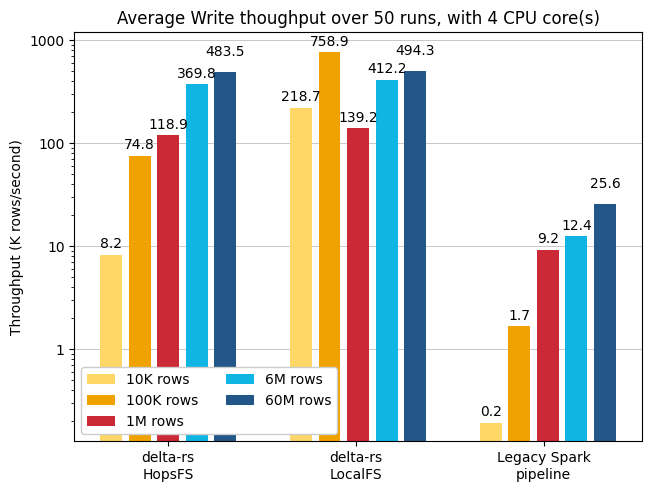 Average Write thoughput over 50 runs, with 4 CPU core(s)
Throughput (K rows/second)
1000
100
10
1
8.2
74.8
118.9
369.8
483.5
218.7
758.9
139.2
412.2
494.3
0.2
1.7
9.2
12.4
25.6
10K rows
100K rows
1M rows
6M rows
60M rows
delta-rs
HopsFS
delta-rs
LocalFS
Legacy Spark
pipeline